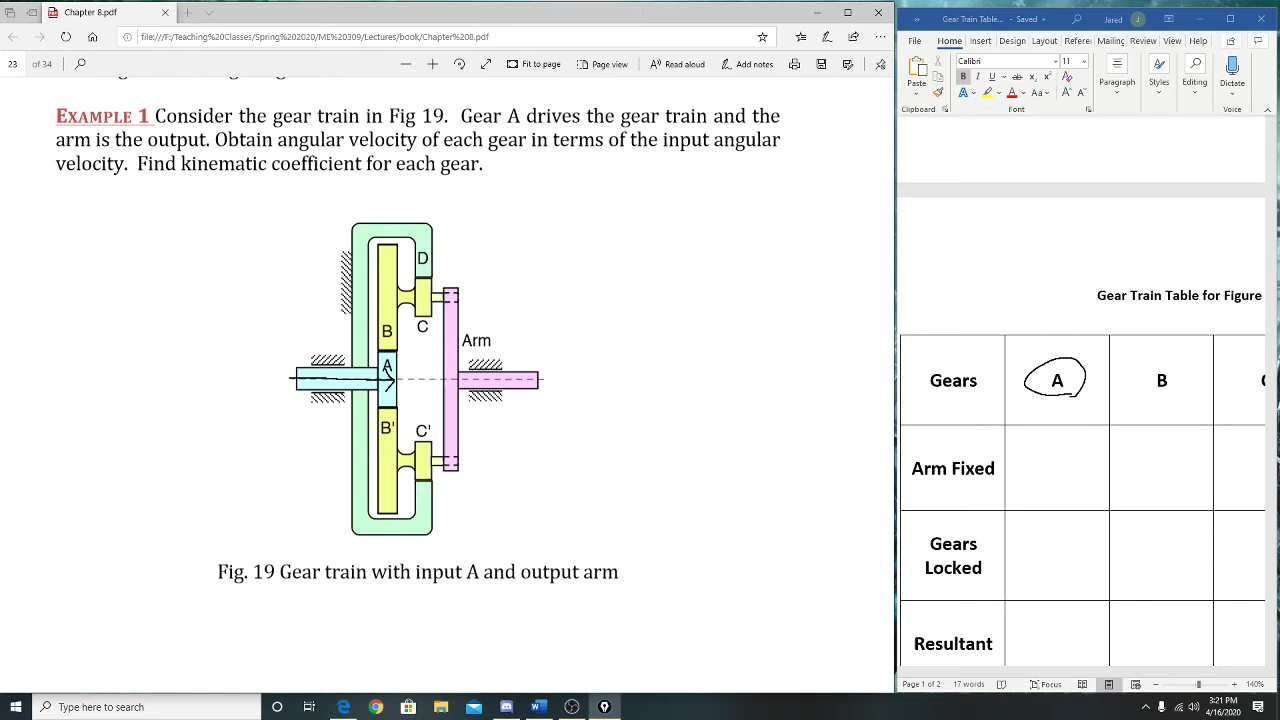 Chapter 8.pdf
file:///F:/Teaching%20Classes/Spring%202020/ME%20309/Lectures/book/Chapter%208.pdf
23 of 34
Fit to page
Page view
Read aloud
Add notes
EXAMPLE 1 Consider the gear train in Fig 19. Gear A drives the gear train and the
arm is the output. Obtain angular velocity of each gear in terms of the input angular
velocity. Find kinematic coefficient for each gear.
D
B
C
Arm
A
B'
C'
Fig. 19 Gear train with input A and output arm
Gear Train Table... - Saved
Jared
J
File Home Insert Design Layout Referen Mailing Review View Help
Calibri 11
Paste
Paragraph
Styles
Editing
Dictate
Clipboard
Font
Styles
Voice
Gear Train Table for Figure
Gears A B
Arm Fixed
Gears
Locked
Resultant
Page 1 of 2 17 words
Focus
140%
Type here to search
3:21 PM
4/16/2020